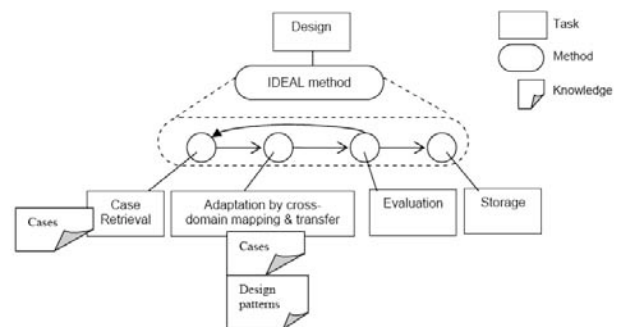 Design
Task
Method
IDEAL method
Knowledge
Case
Retrieval
Adaptation by cross-
domain mapping & transfer
Evaluation
Storage
Cases
Cases
Design
patterns